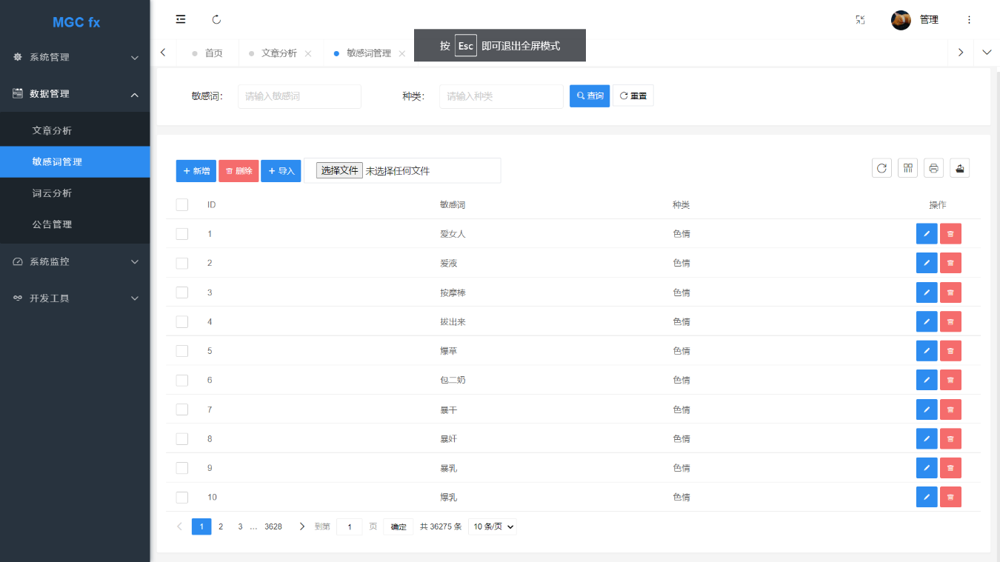 MGC fx
管理
按 Esc 即可退出全屏模式
系统管理
首页 文章分析 敏感词管理
数据管理
敏感词: 请输入敏感词 种类: 请输入种类 查询 重置
文章分析
敏感词管理
词云分析
公告管理
系统监控
开发工具
+ 新增 删除 + 导入 选择文件 未选择任何文件
ID 敏感词 种类 操作
1 爱女人 色情
2 爱液 色情
3 按摩棒 色情
4 拔出来 色情
5 爆草 色情
6 包二奶 色情
7 暴干 色情
8 暴奸 色情
9 暴乳 色情
10 爆乳 色情
1 2 3 … 3628 到第 1 页 确定 共 36275 条 10 条/页